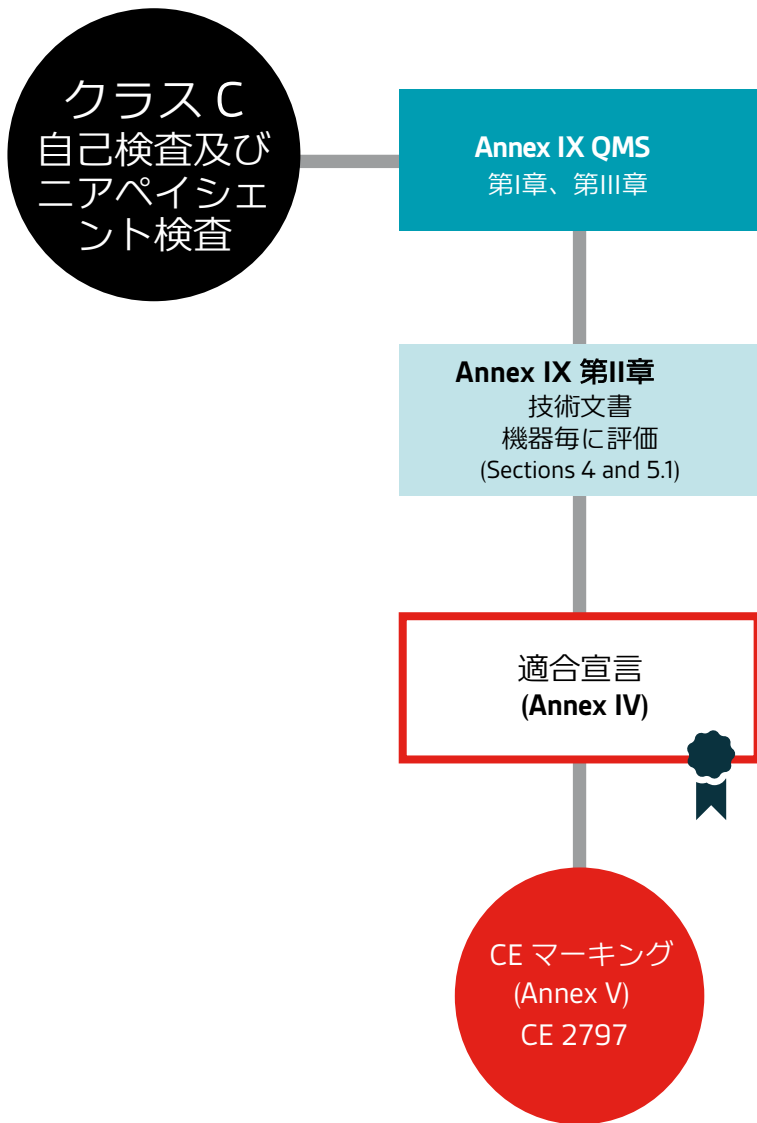 クラス C
自己検査及び
ニアペイシェ
ント検査
Annex IX QMS
第I章、第III章
Annex IX 第II章
技術文書
機器毎に評価
(Sections 4 and 5.1)
適合宣言
(Annex IV)
CE マーキング
(Annex V)
CE 2797